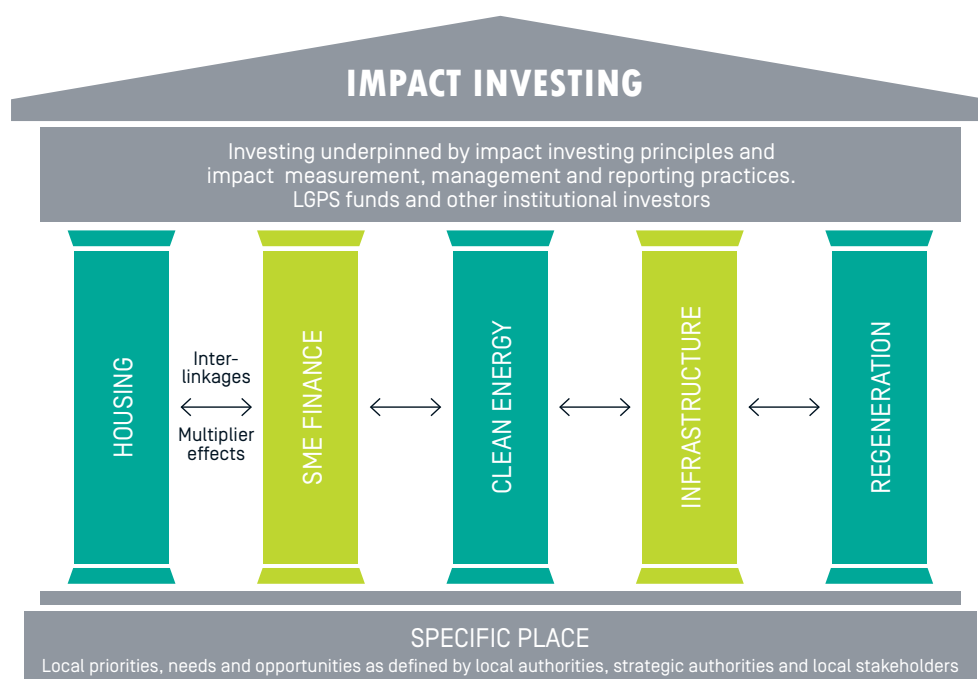 IMPACT INVESTING
Investing underpinned by impact investing principles and
impact measurement, management and reporting practices.
LGPS funds and other institutional investors
HOUSING
Inter-
linkages
Multiplier
effects
SME FINANCE
CLEAN ENERGY
INFRASTRUCTURE
REGENERATION
SPECIFIC PLACE
Local priorities, needs and opportunities as defined by local authorities, strategic authorities and local stakeholders